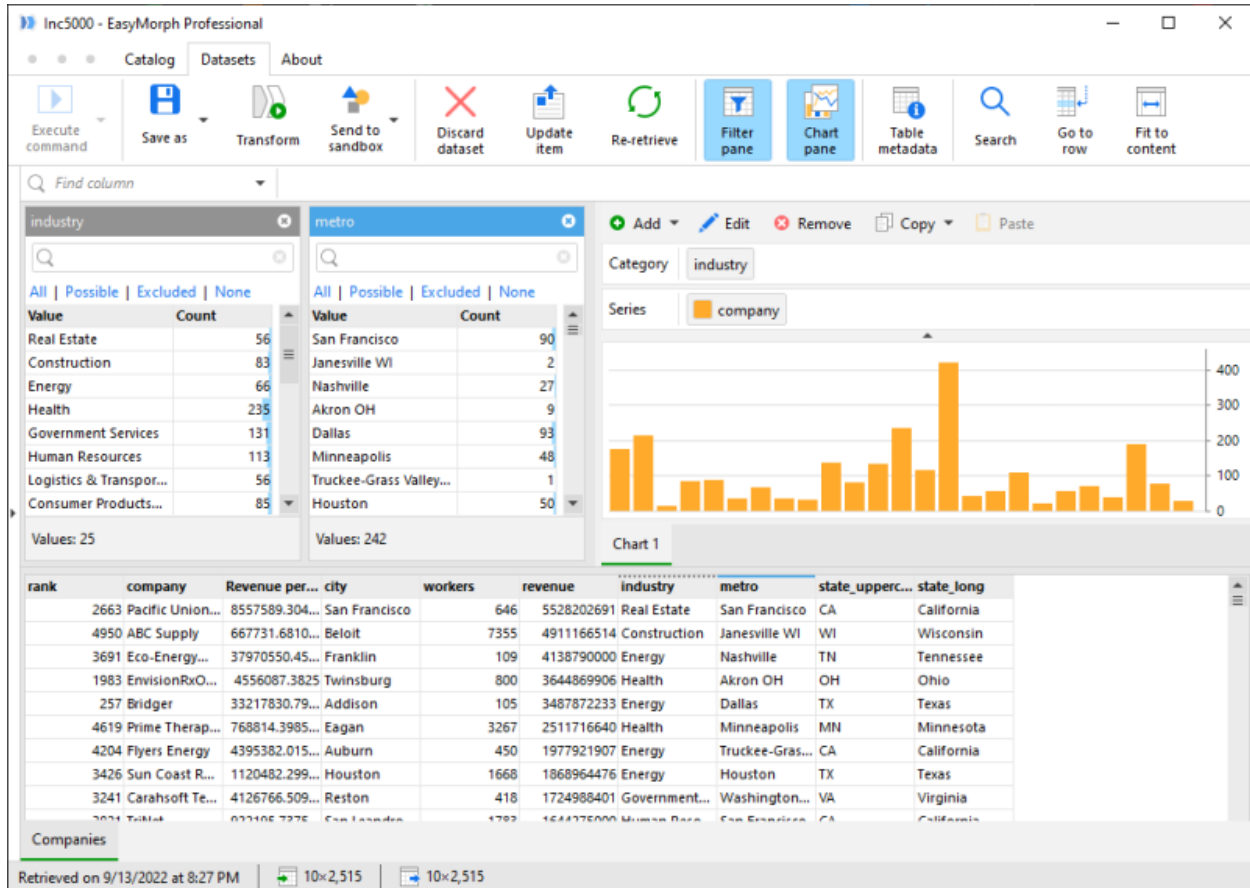 Inc5000 - EasyMorph Professional
Catalog Datasets About
Execute command
Save as
Transform
Send to sandbox
Discard dataset
Update item
Re-retrieve
Filter pane
Chart pane
Table metadata
Search
Go to row
Fit to content
Find column
industry
All | Possible | Excluded | None
Value Count
Real Estate 56
Construction 83
Energy 66
Health 235
Government Services 131
Human Resources 113
Logistics & Transpor... 56
Consumer Products... 85
Values: 25
metro
All | Possible | Excluded | None
Value Count
San Francisco 90
Janesville WI 2
Nashville 27
Akron OH 9
Dallas 93
Minneapolis 48
Truckee-Grass Valley... 1
Houston 50
Values: 242
Add Edit Remove Copy Paste
Category industry
Series company
400
300
200
100
0
Chart 1
rank company Revenue per... city workers revenue industry metro state_upperc... state_long
2663 Pacific Union... 8557589.304... San Francisco 646 5528202691 Real Estate San Francisco CA California
4950 ABC Supply 667731.6810... Beloit 7355 4911166514 Construction Janesville WI WI Wisconsin
3691 Eco-Energy... 37970550.45... Franklin 109 4138790000 Energy Nashville TN Tennessee
1983 EnvisionRxO... 4556087.3825 Twinsburg 800 3644869906 Health Akron OH OH Ohio
257 Bridger 33217830.79... Addison 105 3487872233 Energy Dallas TX Texas
4619 Prime Therap... 768814.3985... Eagan 3267 2511716640 Health Minneapolis MN Minnesota
4204 Flyers Energy 4395382.015... Auburn 450 1977921907 Energy Truckee-Gras... CA California
3426 Sun Coast R... 1120482.299... Houston 1668 1868964476 Energy Houston TX Texas
3241 Carahsoft Te... 4126766.509... Reston 418 1724988401 Government... Washington... VA Virginia
TriNet San Leandro 1783 1644275000 Human Reso... San Francisco CA California
Companies
Retrieved on 9/13/2022 at 8:27 PM 10×2,515 10×2,515